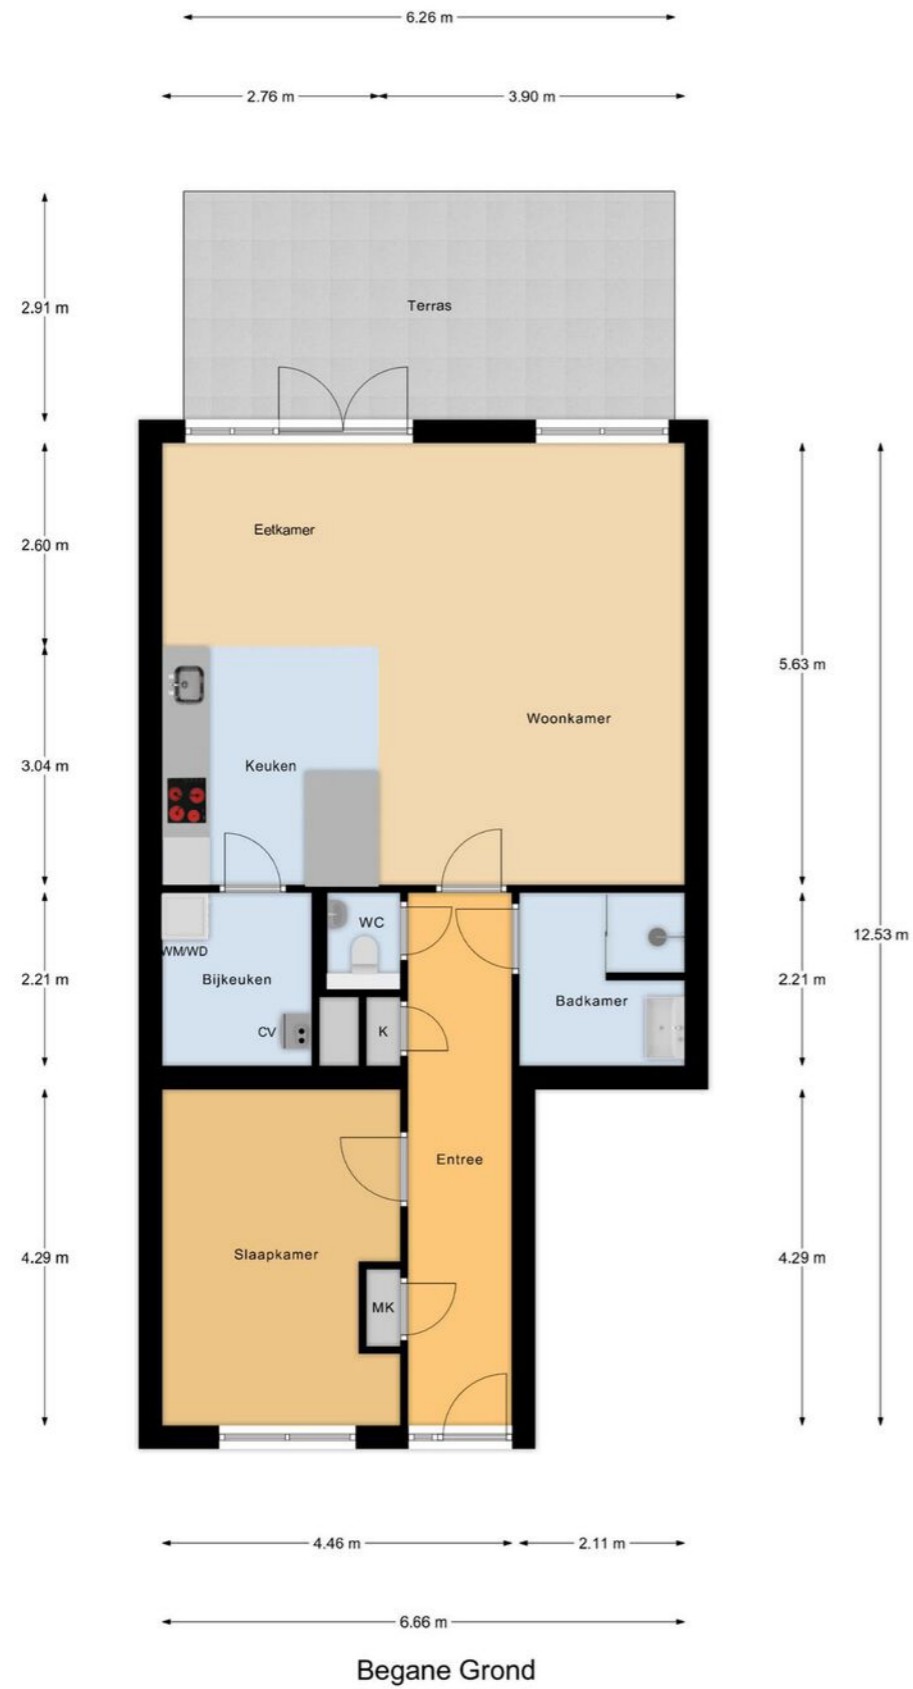 6.26 m
2.76 m
3.90 m
2.91 m
Terras
2.60 m
Eetkamer
5.63 m
Woonkamer
3.04 m
Keuken
WC
12.53 m
WM/WD
Bijkeuken
2.21 m
2.21 m
Badkamer
CV
K
Entree
4.29 m
Slaapkamer
4.29 m
MK
4.46 m
2.11 m
6.66 m
Begane Grond